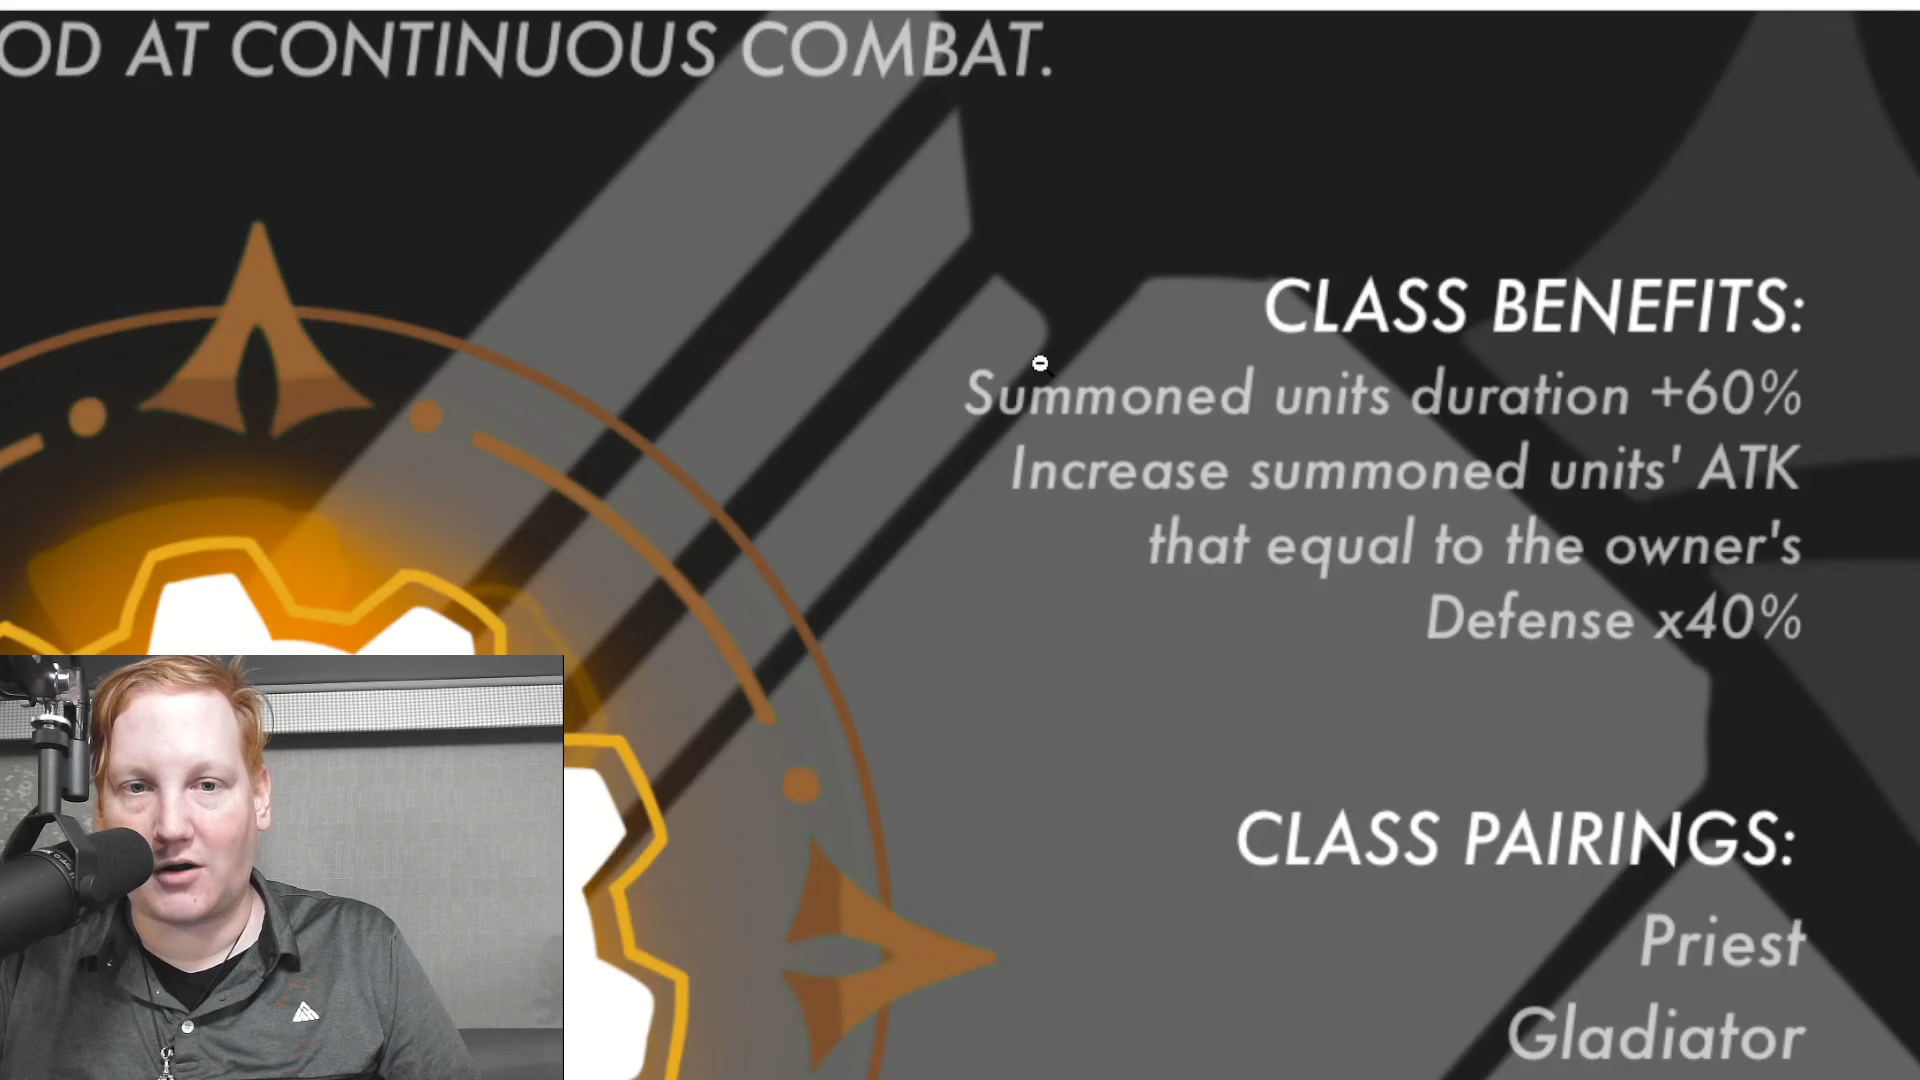 OD AT CONTINUOUS COMBAT.
CLASS BENEFITS:
Summoned units duration +60%
Increase summoned units' ATK
that equal to the owner's
Defense x40%
CLASS PAIRINGS:
Priest
Gladiator